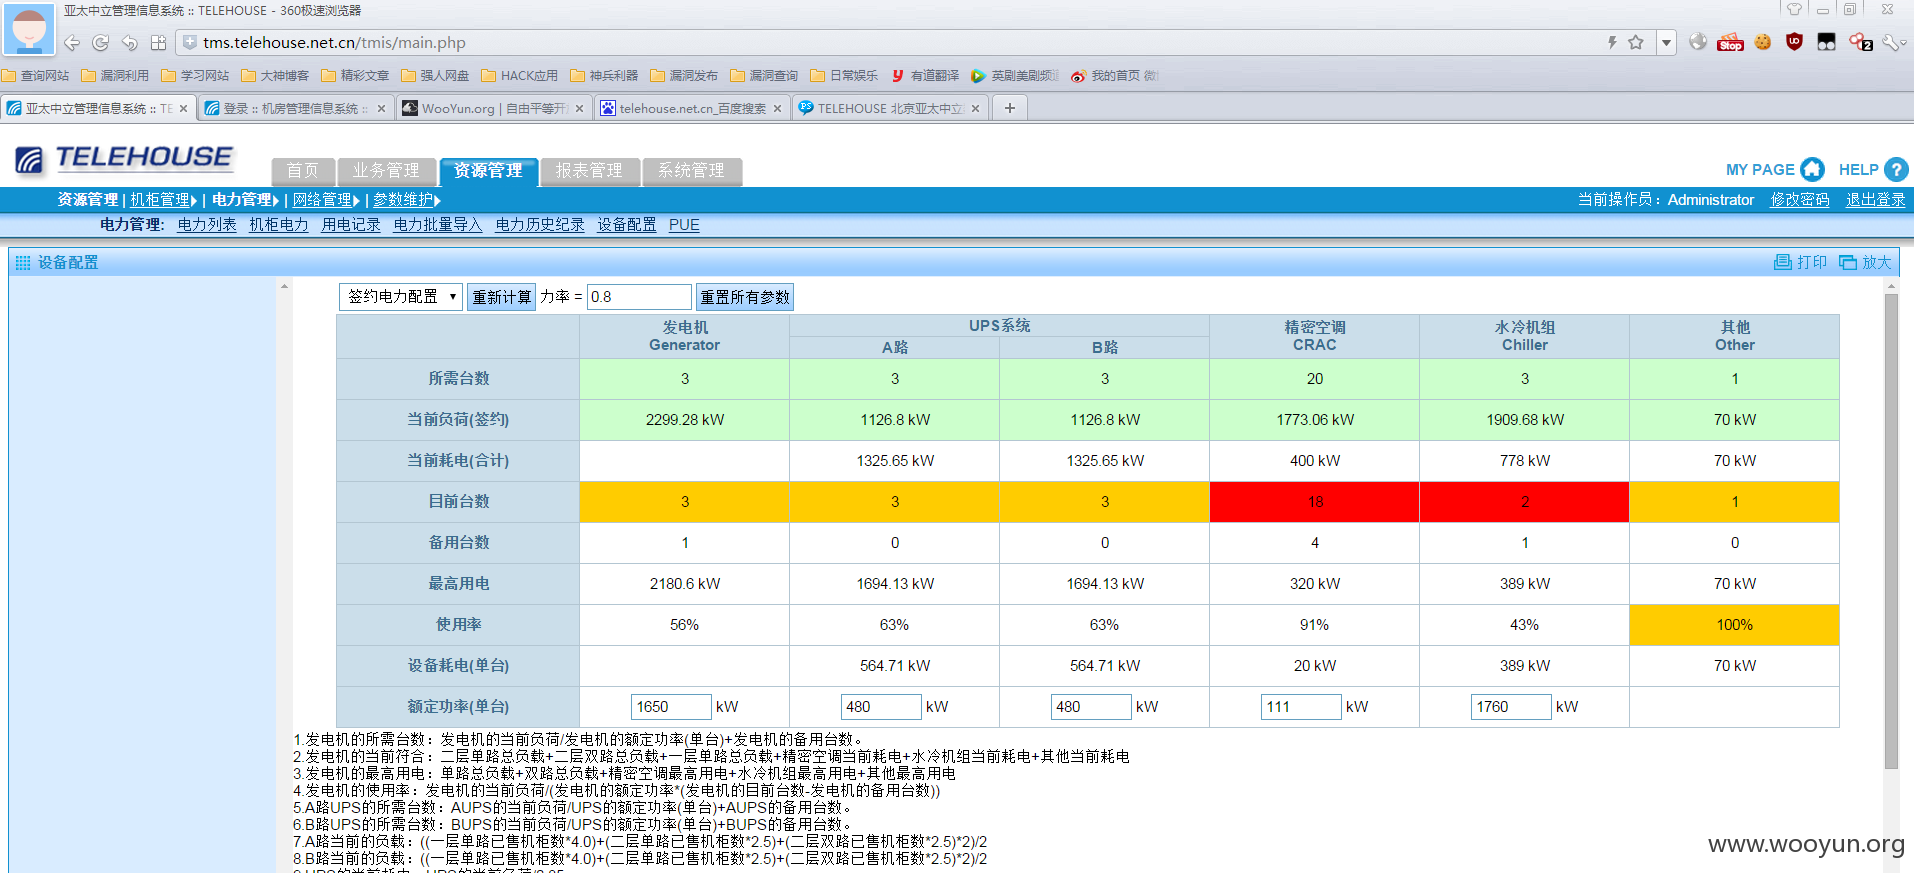 亚太中立管理信息系统 :: TELEHOUSE - 360极速浏览器
tms.telehouse.net.cn/tmis/main.php
查询网站 漏洞利用 学习网站 大神博客 精彩文章 强人网盘 HACK应用 神兵利器 漏洞发布 漏洞查询 日常娱乐 有道翻译 英剧美剧频道 我的首页 微
亚太中立管理信息系统 :: TE 登录 :: 机房管理信息系统 :: WooYun.org | 自由平等开 telehouse.net.cn_百度搜索 TELEHOUSE 北京亚太中立
TELEHOUSE
首页 业务管理 资源管理 报表管理 系统管理
MY PAGE HELP
资源管理 | 机柜管理 | 电力管理 | 网络管理 | 参数维护
当前操作员：Administrator 修改密码 退出登录
电力管理: 电力列表 机柜电力 用电记录 电力批量导入 电力历史纪录 设备配置 PUE
设备配置 打印 放大
签约电力配置 重新计算 力率 = 0.8 重置所有参数
发电机 Generator UPS系统 A路 B路 精密空调 CRAC 水冷机组 Chiller 其他 Other
所需台数 3 3 3 20 3 1
当前负荷(签约) 2299.28 kW 1126.8 kW 1126.8 kW 1773.06 kW 1909.68 kW 70 kW
当前耗电(合计) 1325.65 kW 1325.65 kW 400 kW 778 kW 70 kW
目前台数 3 3 3 18 2 1
备用台数 1 0 0 4 1 0
最高用电 2180.6 kW 1694.13 kW 1694.13 kW 320 kW 389 kW 70 kW
使用率 56% 63% 63% 91% 43% 100%
设备耗电(单台) 564.71 kW 564.71 kW 20 kW 389 kW 70 kW
额定功率(单台) 1650 kW 480 kW 480 kW 111 kW 1760 kW
1.发电机的所需台数：发电机的当前负荷/发电机的额定功率(单台)+发电机的备用台数。
2.发电机的当前符合：二层单路总负载+二层双路总负载+一层单路总负载+精密空调当前耗电+水冷机组当前耗电+其他当前耗电
3.发电机的最高用电：单路总负载+双路总负载+精密空调最高用电+水冷机组最高用电+其他最高用电
4.发电机的使用率：发电机的当前负荷/(发电机的额定功率*(发电机的目前台数-发电机的备用台数))
5.A路UPS的所需台数：AUPS的当前负荷/UPS的额定功率(单台)+AUPS的备用台数。
6.B路UPS的所需台数：BUPS的当前负荷/UPS的额定功率(单台)+BUPS的备用台数。
7.A路当前的负载：((一层单路已售机柜数*4.0)+(二层单路已售机柜数*2.5)+(二层双路已售机柜数*2.5)*2)/2
8.B路当前的负载：((一层单路已售机柜数*4.0)+(二层单路已售机柜数*2.5)+(二层双路已售机柜数*2.5)*2)/2
www.wooyun.org